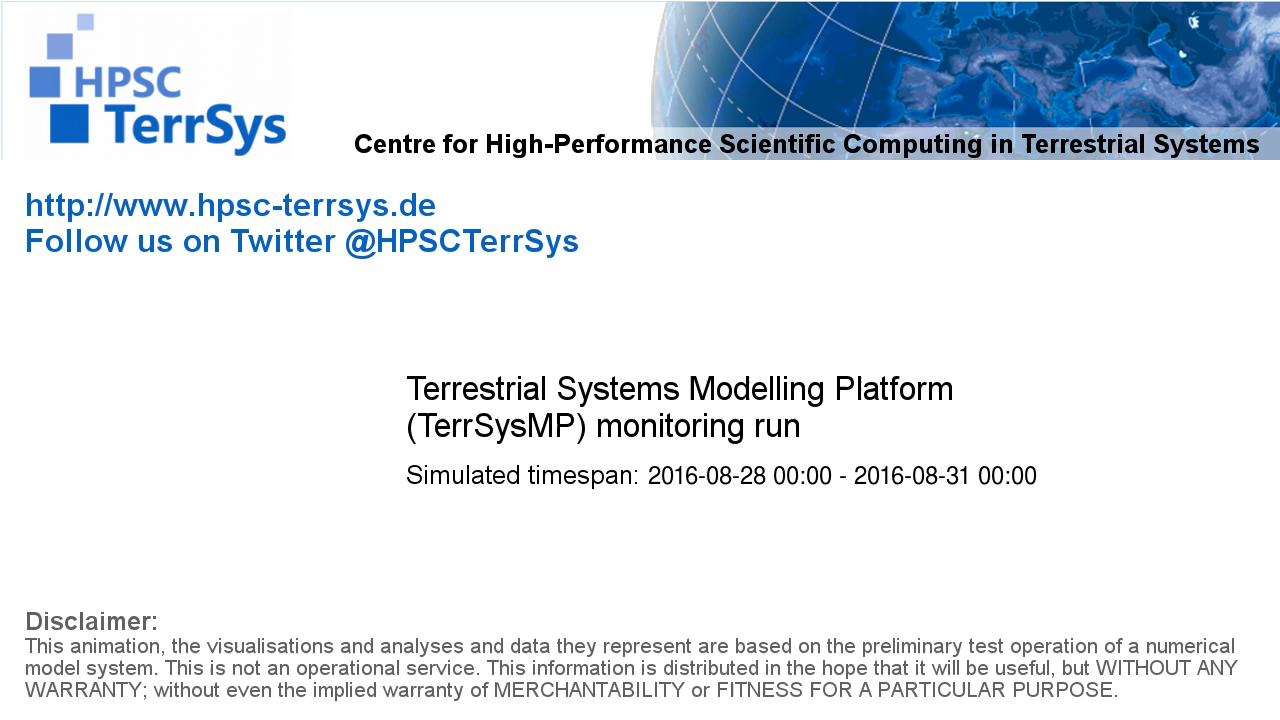 HPSC
TerrSys
Centre for High-Performance Scientific Computing in Terrestrial Systems
http://www.hpsc-terrsys.de
Follow us on Twitter @HPSCTerrSys
Terrestrial Systems Modelling Platform
(TerrSysMP) monitoring run
Simulated timespan: 2016-08-28 00:00 - 2016-08-31 00:00
Disclaimer:
This animation, the visualisations and analyses and data they represent are based on the preliminary test operation of a numerical
model system. This is not an operational service. This information is distributed in the hope that it will be useful, but WITHOUT ANY
WARRANTY; without even the implied warranty of MERCHANTABILITY or FITNESS FOR A PARTICULAR PURPOSE.